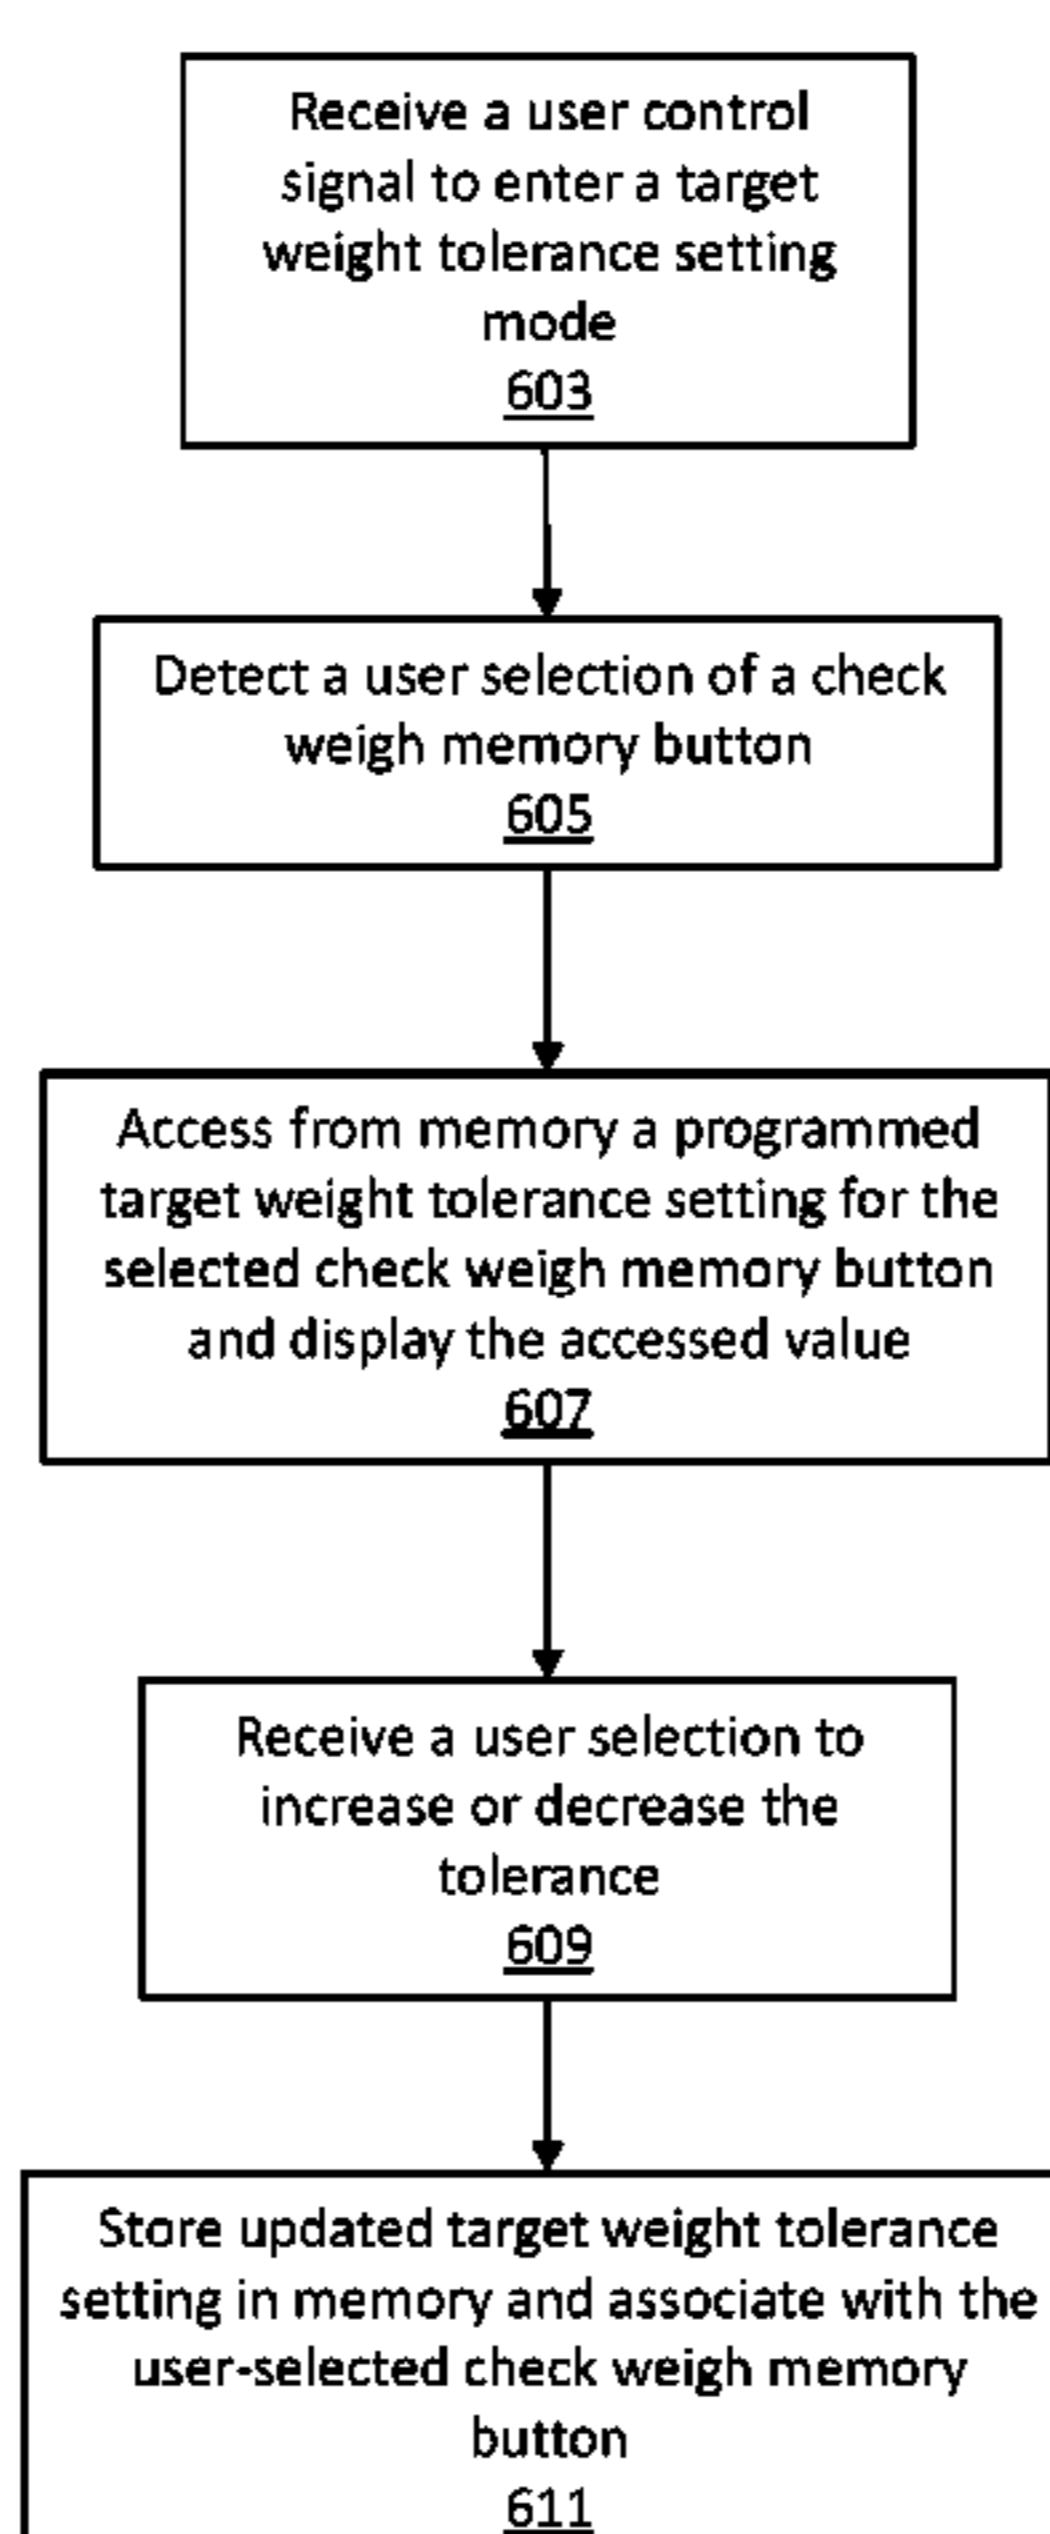 Receive a user control
signal to enter a target
weight tolerance setting
mode
603
Detect a user selection of a check
weigh memory button
605
Access from memory a programmed
target weight tolerance setting for the
selected check weigh memory button
and display the accessed value
607
Receive a user selection to
increase or decrease the
tolerance
609
Store updated target weight tolerance
setting in memory and associate with the
user-selected check weigh memory
button
611